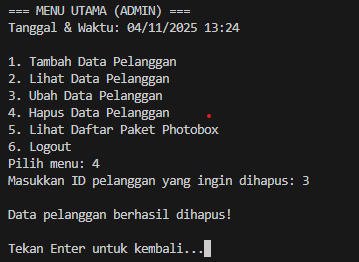 === MENU UTAMA (ADMIN) ===
Tanggal & Waktu: 04/11/2025 13:24
1. Tambah Data Pelanggan
2. Lihat Data Pelanggan
3. Ubah Data Pelanggan
4. Hapus Data Pelanggan
5. Lihat Daftar Paket Photobox
6. Logout
Pilih menu: 4
Masukkan ID pelanggan yang ingin dihapus: 3
Data pelanggan berhasil dihapus!
Tekan Enter untuk kembali...